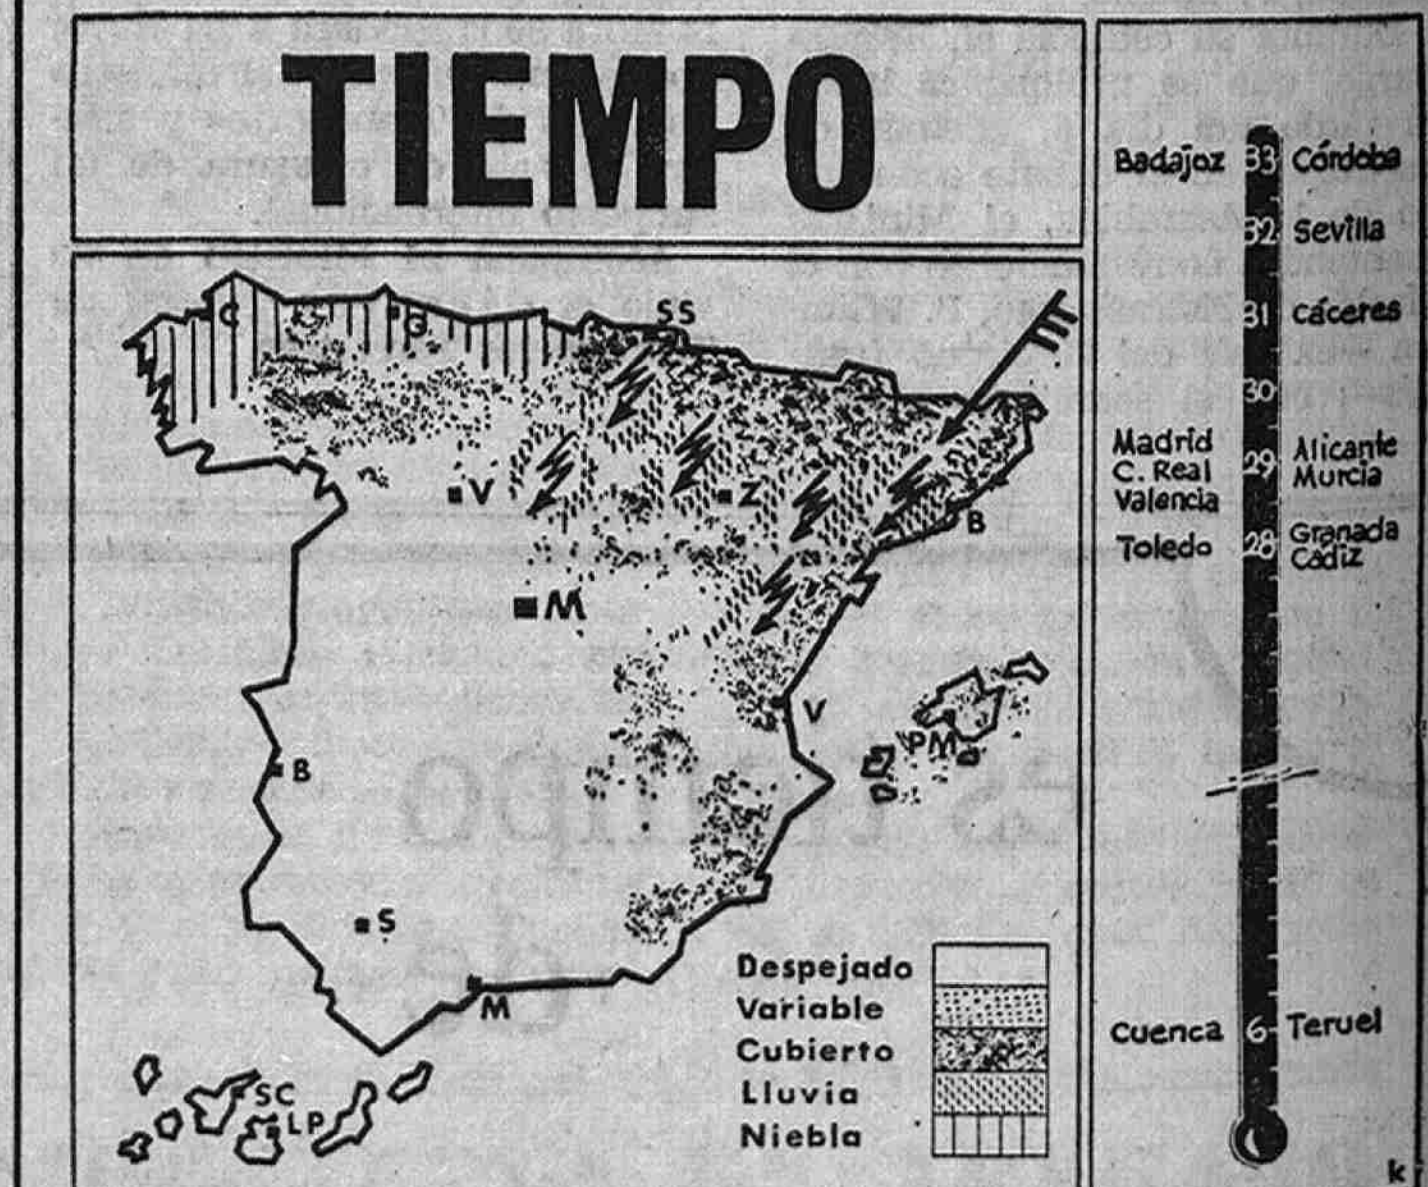 TIEMPO
C
G
SS
V
Z
B
M
V
PM
B
S
M
SC
LP
Despejado
Variable
Cubierto
Lluvia
Niebla
Badajoz 33 Córdoba
32 Sevilla
31 Cáceres
30
Madrid
C. Real
Valencia
29
Alicante
Murcia
Toledo
28
Granada
Cádiz
Cuenca 6 Teruel
k